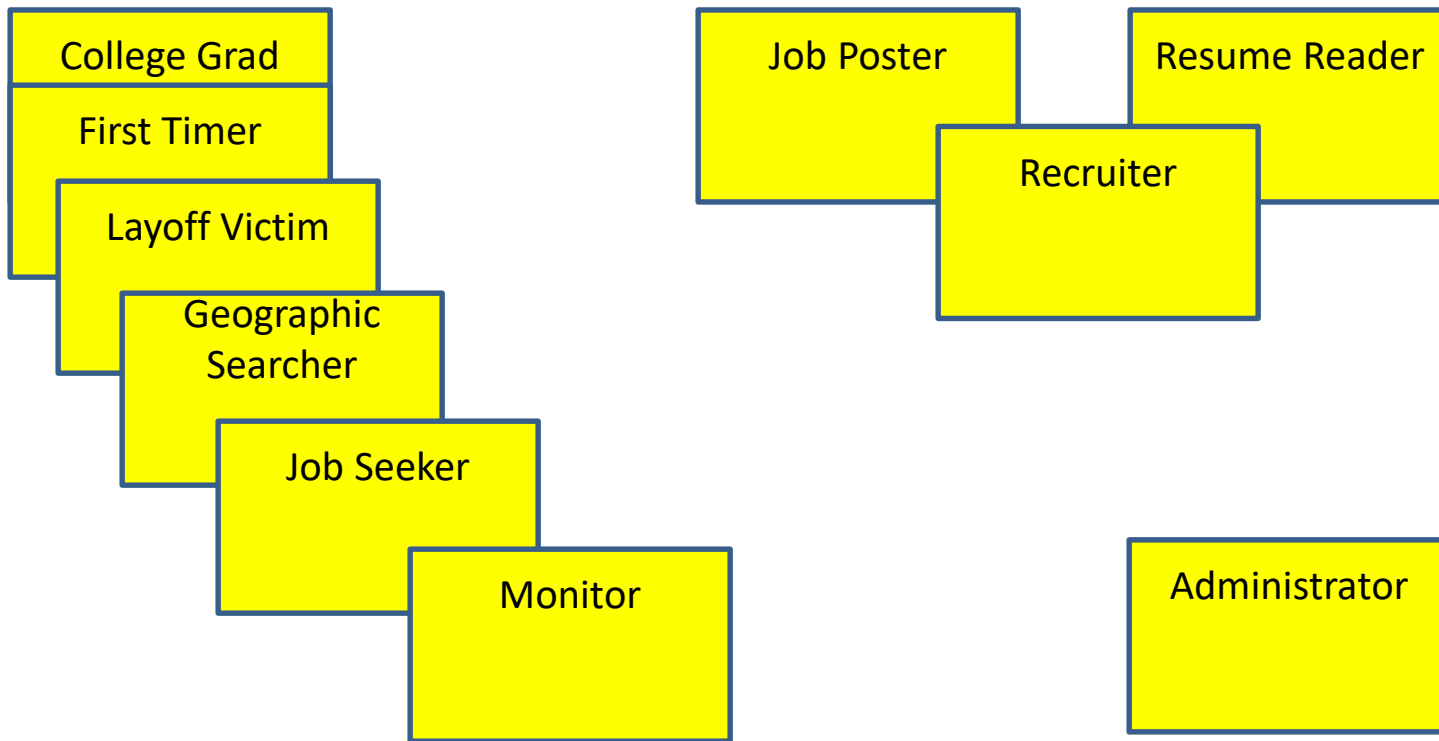 College Grad
First Timer
Layoff Victim
Geographic
Searcher
Job Seeker
Monitor
Job Poster
Resume Reader
Recruiter
Administrator